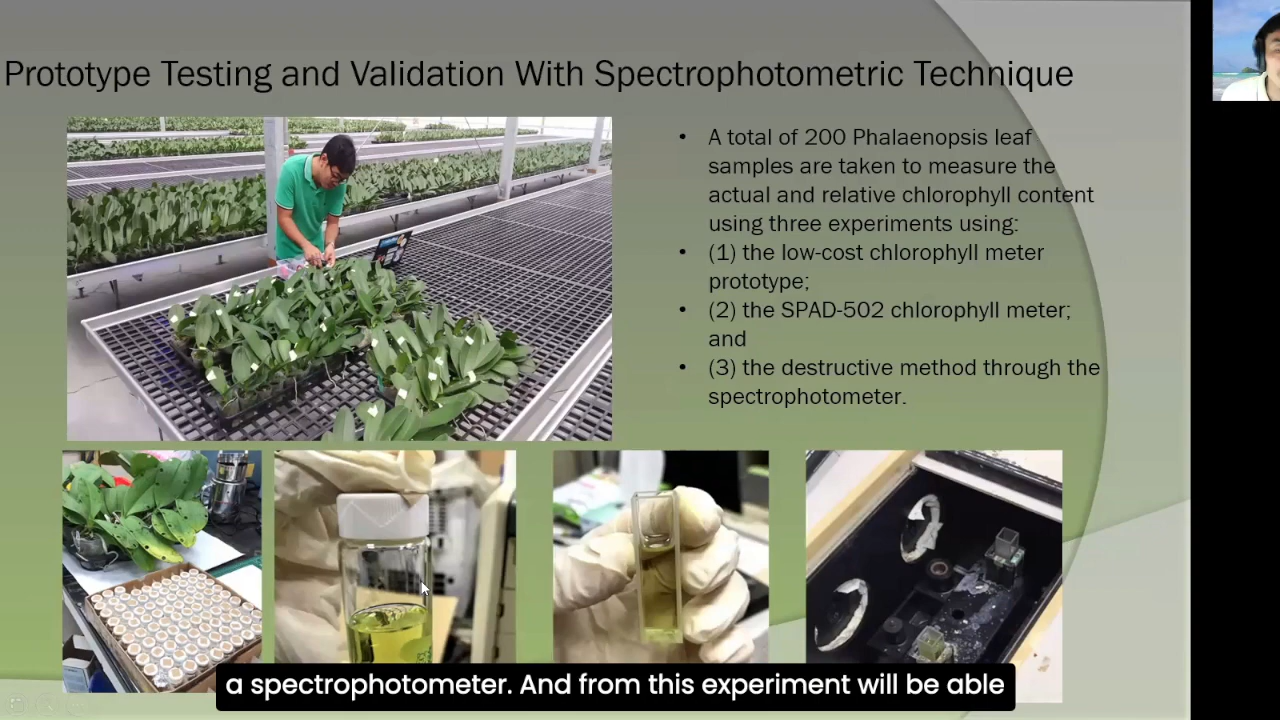 Prototype Testing and Validation With Spectrophotometric Technique
• A total of 200 Phalaenopsis leaf
samples are taken to measure the
actual and relative chlorophyll content
using three experiments using:
• (1) the low-cost chlorophyll meter
prototype;
• (2) the SPAD-502 chlorophyll meter;
and
• (3) the destructive method through the
spectrophotometer.
a spectrophotometer. And from this experiment will be able